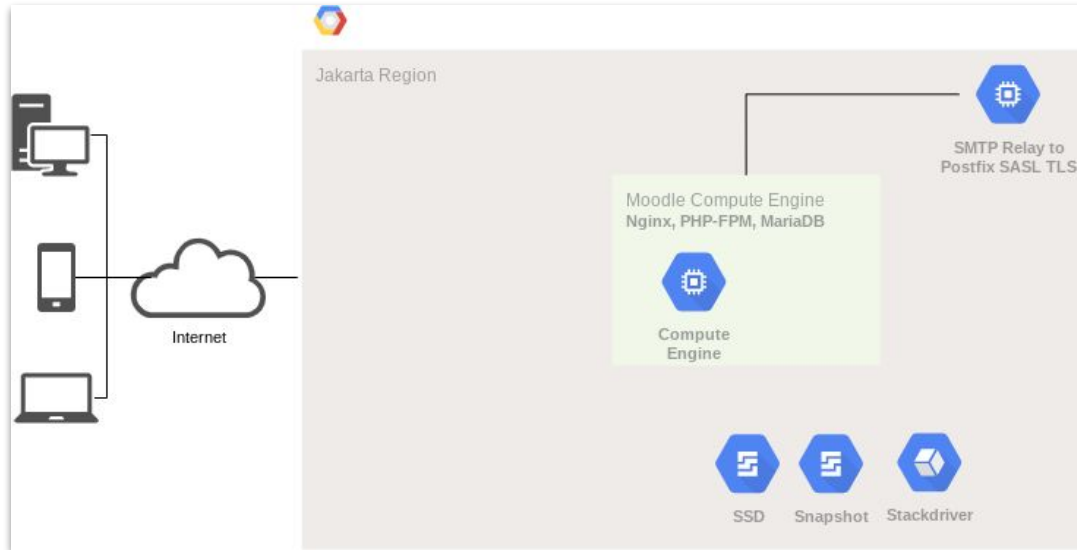 Jakarta Region
SMTP Relay to
Postfix SASL TLS
Moodle Compute Engine
Nginx, PHP-FPM, MariaDB
Internet
Compute
Engine
SSD
Snapshot
Stackdriver